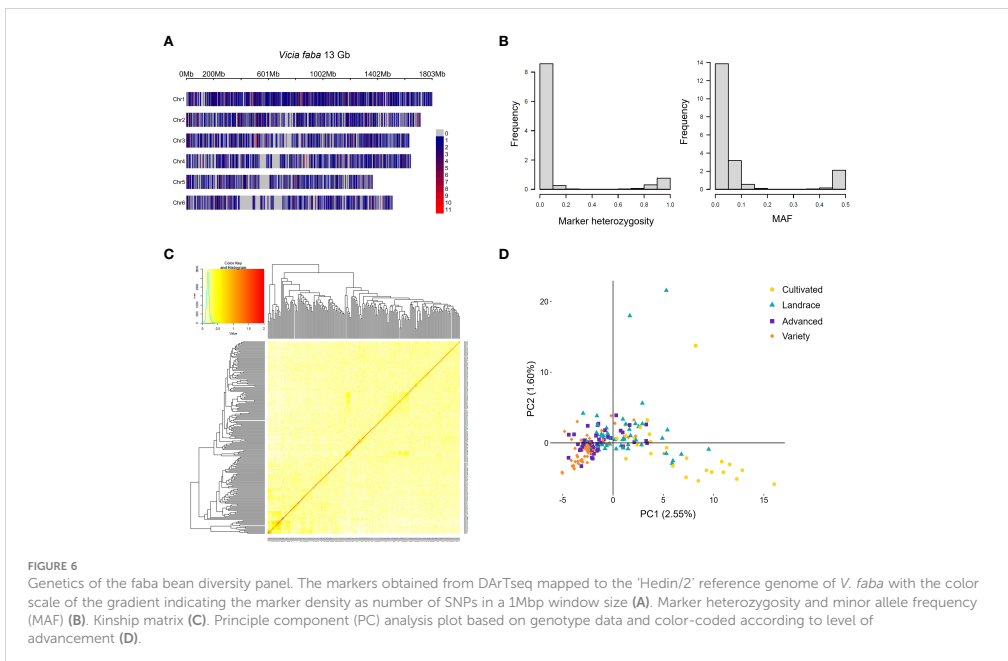 A
Vicia faba 13 Gb
0Mb 200Mb 601Mb 1002Mb 1402Mb 1803Mb
Chr1
Chr2
Chr3
Chr4
Chr5
Chr6
0
1
2
3
4
5
6
7
8
9
10
11
B
Frequency
8
6
4
2
0
0.0 0.2 0.4 0.6 0.8 1.0
Marker heterozygosity
Frequency
14
12
10
8
6
4
2
0
0.0 0.1 0.2 0.3 0.4 0.5
MAF
C
Color Key
and Histogram
0 0.5 1 1.5 2
Value
D
Cultivated
Landrace
Advanced
Variety
PC2 (1.60%)
20
10
0
-5 0 5 10 15
PC1 (2.55%)
FIGURE 6
Genetics of the faba bean diversity panel. The markers obtained from DArTseq mapped to the ‘Hedin/2’ reference genome of V. faba with the color
scale of the gradient indicating the marker density as number of SNPs in a 1Mbp window size (A). Marker heterozygosity and minor allele frequency
(MAF) (B). Kinship matrix (C). Principle component (PC) analysis plot based on genotype data and color-coded according to level of
advancement (D).